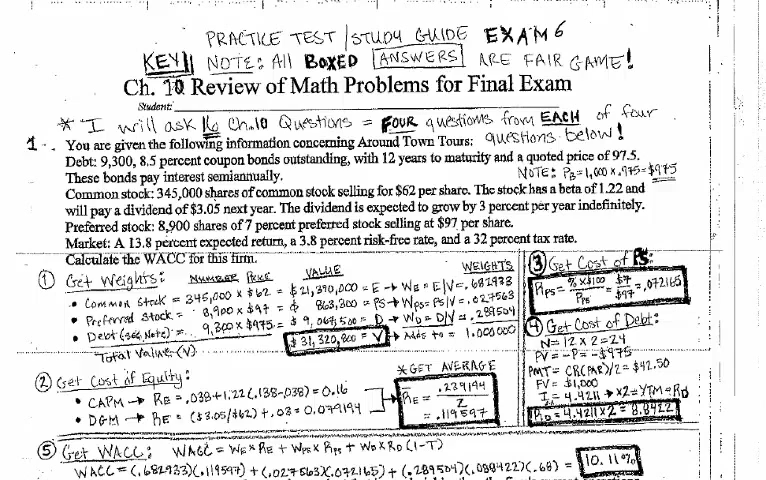 PRACTICE TEST / STUDY GUIDE EXAM 6
KEY!! NOTE: All BOXED ANSWERS ARE FAIR GAME!
Ch. 10 Review of Math Problems for Final Exam
Student:
* "I will ask 16 Ch.10 Questions = FOUR questions from EACH of four questions below!
1. You are given the following information concerning Around Town Tours:
Debt: 9,300, 8.5 percent coupon bonds outstanding, with 12 years to maturity and a quoted price of 97.5.
These bonds pay interest semiannually.
NOTE: PB=1,000 x .975=$975
Common stock: 345,000 shares of common stock selling for $62 per share. The stock has a beta of 1.22 and
will pay a dividend of $3.05 next year. The dividend is expected to grow by 3 percent per year indefinitely.
Preferred stock: 8,900 shares of 7 percent preferred stock selling at $97 per share.
Market: A 13.8 percent expected return, a 3.8 percent risk-free rate, and a 32 percent tax rate.
Calculate the WACC for this firm.
① Get Weights: NUMBER PRICE VALUE WEIGHTS
• Common Stock = 345,000 x $62 = $21,390,000 = E → WE = E/V = .682933
• Preferred Stock = 8,900 x $97 = $ 863,300 = PS → WPS = PS/V = .027563
• Debt (see Note) = 9,300 x $975 = $ 9,067,500 = D → WD = D/V = .289504
Total Value (V) $31,320,800 = V → Adds to = 1.000000
③ Get Cost of PS:
RPS = % x $100 / PPS = $7 / $97 = .072165
④ Get Cost of Debt:
N = 12 x 2 = 24
PV = -P = -$975
PMT = CR(PAR)/2 = $42.50
FV = $1,000
I = 4.4211 → x2 = YTM = RD
RD = 4.4211 x 2 = 8.8422
② Get Cost of Equity:
• CAPM → RE = .038+1.22(.138-.038) = 0.16
• DGM → RE = ($3.05/$62) + .03 = 0.079194
* GET AVERAGE
RE = .239194 / 2
= .119597
⑤ Get WACC: WACC = WE x RE + WPS x RPS + WD x RD (1-T)
WACC = (.682933)(.119597) + (.027563)(.072165) + (.289504)(.088422)(.68) = 10.11%